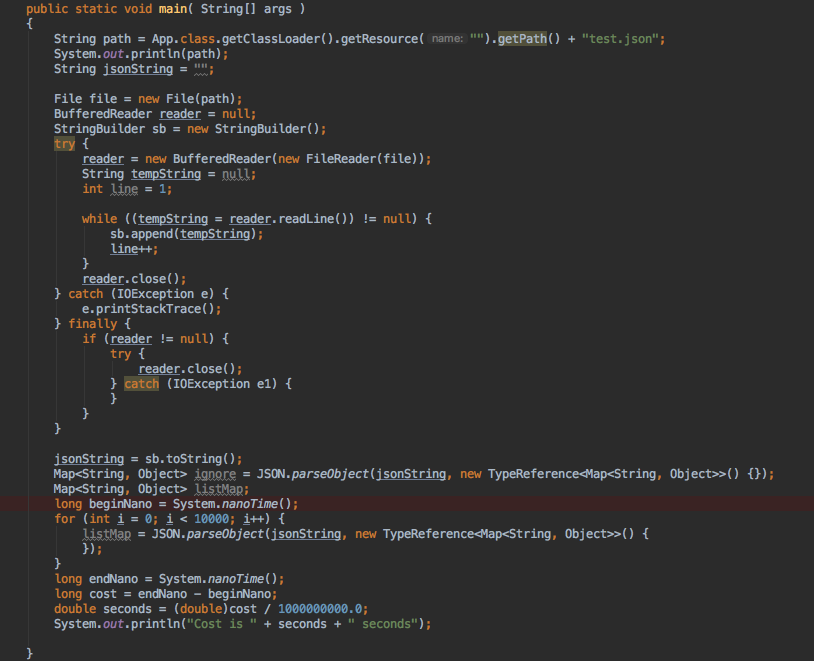 public static void main( String[] args )
{
    String path = App.class.getClassLoader().getResource( name: "").getPath() + "test.json";
    System.out.println(path);
    String jsonString = "";

    File file = new File(path);
    BufferedReader reader = null;
    StringBuilder sb = new StringBuilder();
    try {
        reader = new BufferedReader(new FileReader(file));
        String tempString = null;
        int line = 1;

        while ((tempString = reader.readLine()) != null) {
            sb.append(tempString);
            line++;
        }
        reader.close();
    } catch (IOException e) {
        e.printStackTrace();
    } finally {
        if (reader != null) {
            try {
                reader.close();
            } catch (IOException e1) {
            }
        }
    }

    jsonString = sb.toString();
    Map<String, Object> ignore = JSON.parseObject(jsonString, new TypeReference<Map<String, Object>>() {});
    Map<String, Object> listMap;
    long beginNano = System.nanoTime();
    for (int i = 0; i < 10000; i++) {
        listMap = JSON.parseObject(jsonString, new TypeReference<Map<String, Object>>() {
        });
    }
    long endNano = System.nanoTime();
    long cost = endNano - beginNano;
    double seconds = (double)cost / 1000000000.0;
    System.out.println("Cost is " + seconds + " seconds");

}